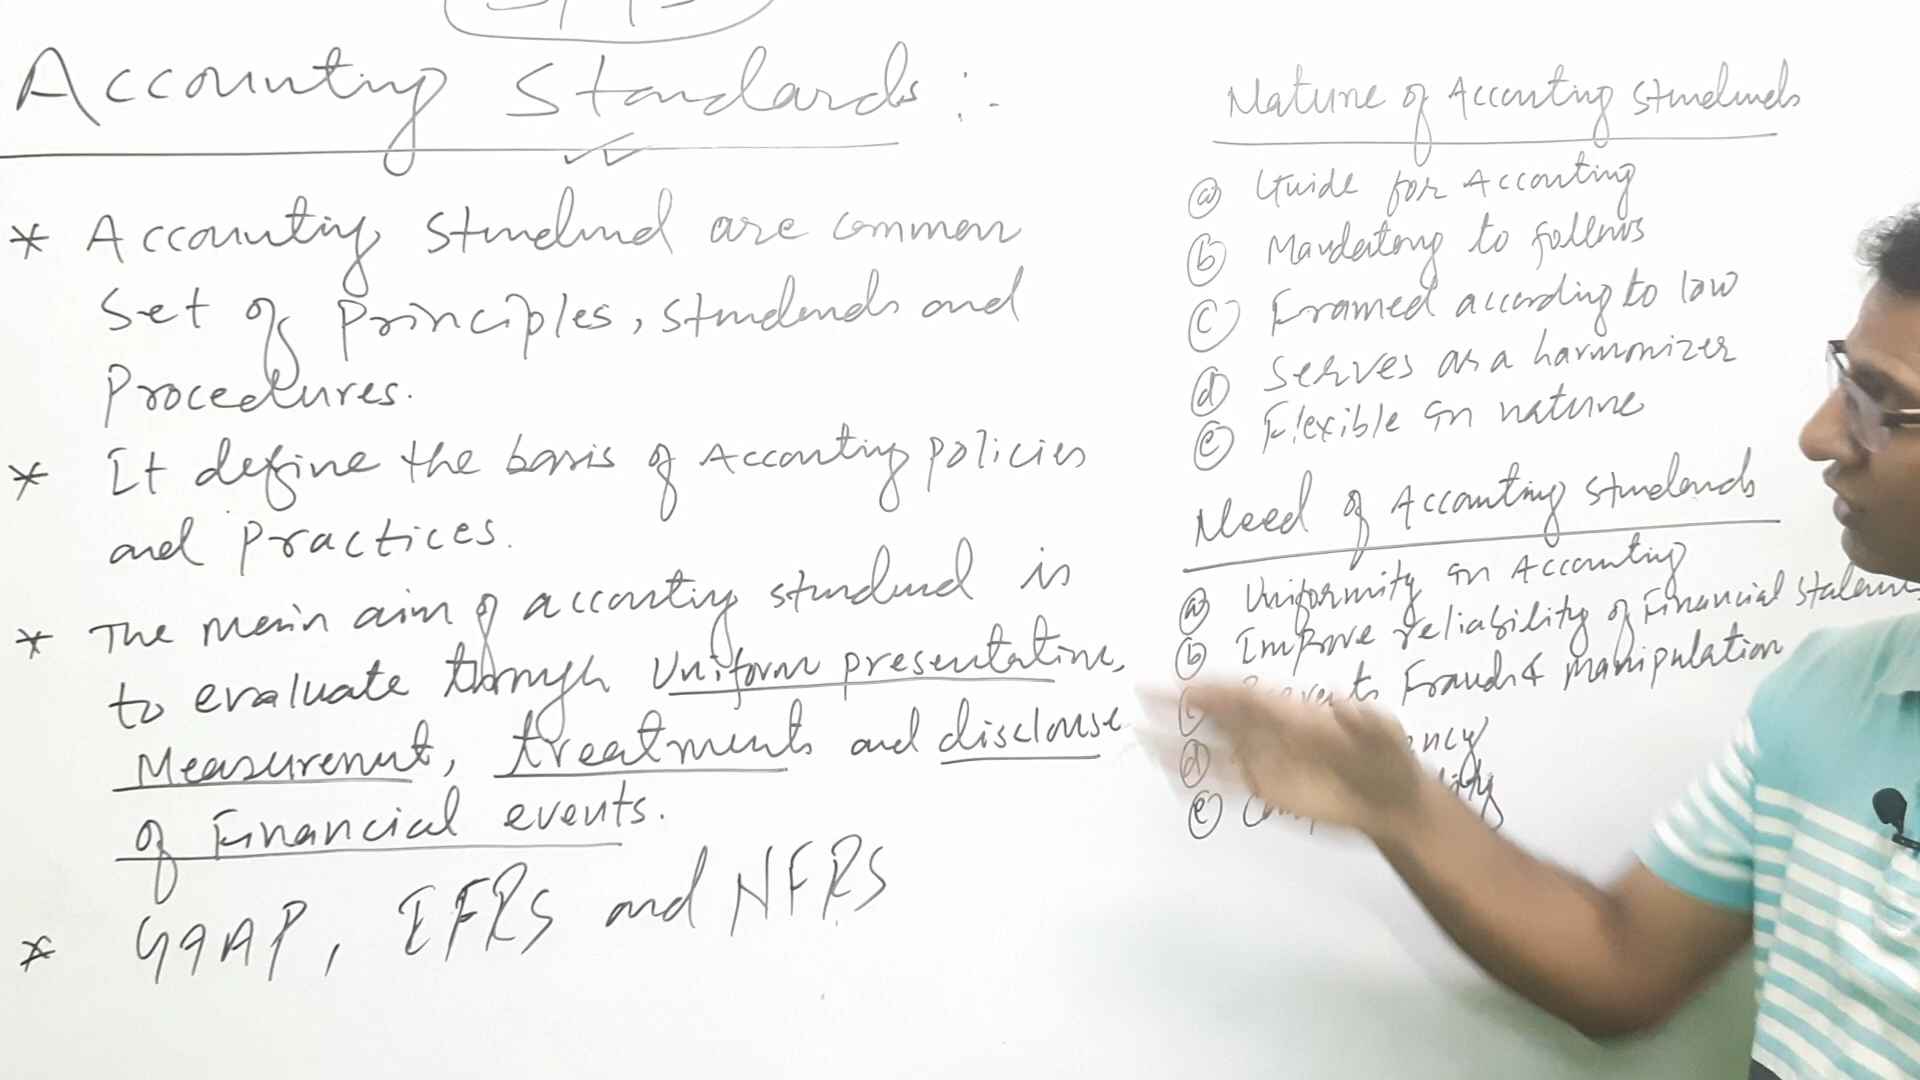 Accounting Standards :-
* Accounting standard are common
set of principles, standards and
Procedures.
* It define the basis of Accounting policies
and practices.
* The main aim of accounting standard is
to evaluate through Uniform presentation,
Measurement, treatments and disclosure
of Financial events.
* GAAP, IFRS and NFRS
Nature of Accounting standards
(a) Guide for Accounting
(b) Mandatory to follows
(c) Framed according to law
(d) Serves as a harmonizer
(e) Flexible in nature
Need of Accounting standards
(a) Uniformity in Accounting
(b) Improve reliability of Financial
(c) Frauds & manipulation
(d)
(e)